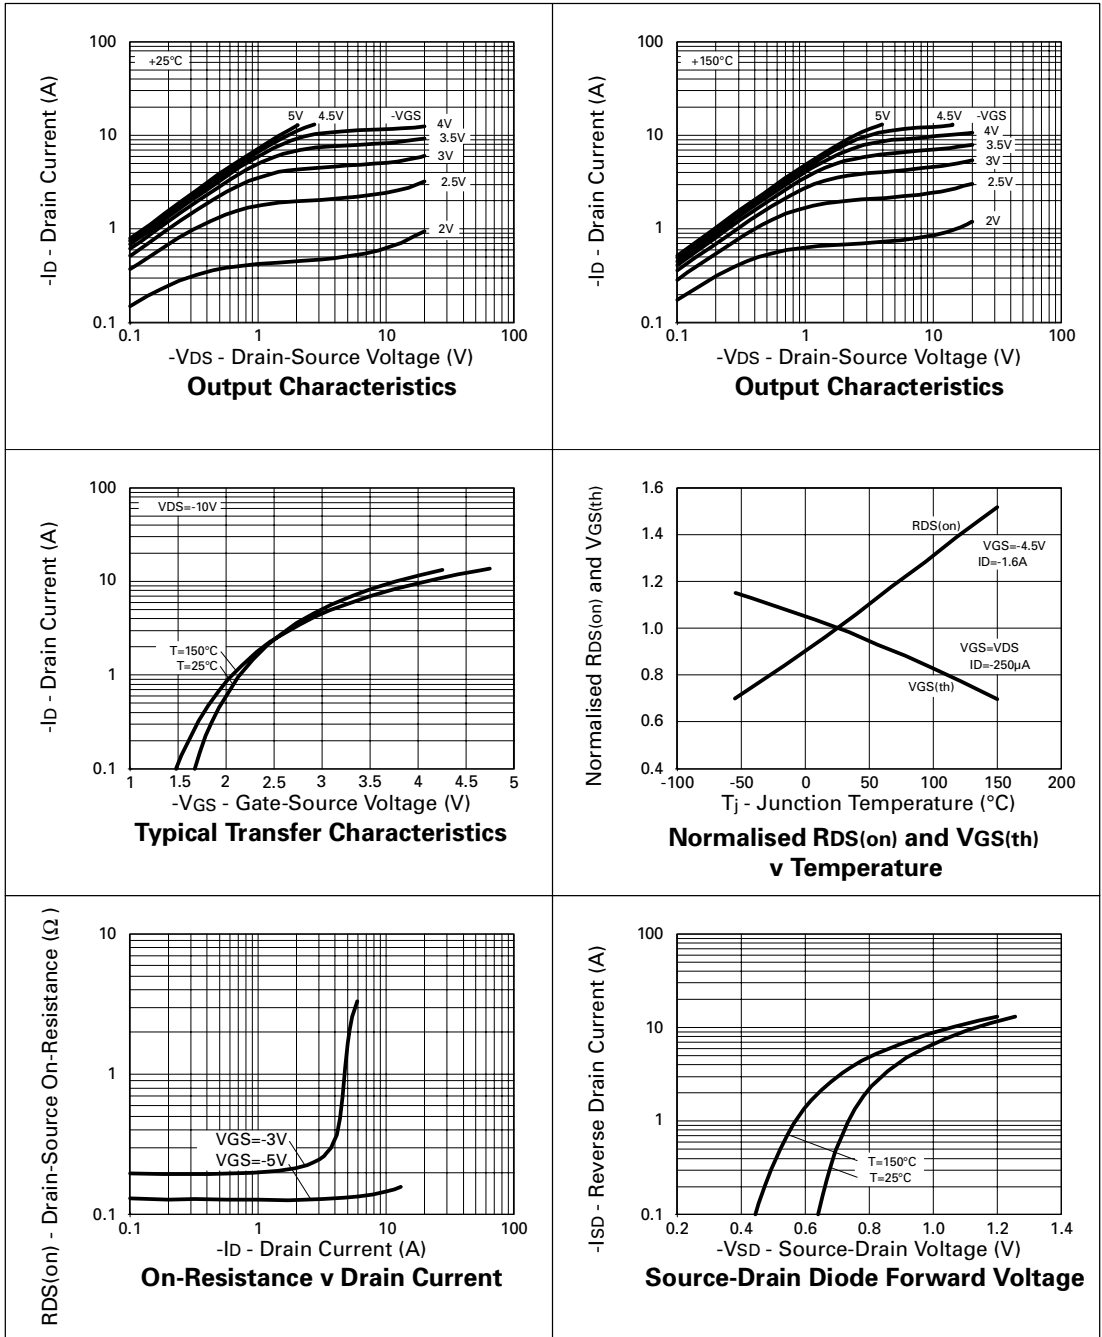 -ID - Drain Current (A)
100
10
1
0.1
+25°C
5V 4.5V -VGS
4V
3.5V
3V
2.5V
2V
0.1 1 10 100
-VDS - Drain-Source Voltage (V)
Output Characteristics
-ID - Drain Current (A)
100
10
1
0.1
+150°C
5V 4.5V -VGS
4V
3.5V
3V
2.5V
2V
0.1 1 10 100
-VDS - Drain-Source Voltage (V)
Output Characteristics
-ID - Drain Current (A)
100
10
1
0.1
VDS=-10V
T=150°C
T=25°C
1 1.5 2 2.5 3 3.5 4 4.5 5
-VGS - Gate-Source Voltage (V)
Typical Transfer Characteristics
Normalised RDS(on) and VGS(th)
1.6
1.4
1.2
1.0
0.8
0.6
0.4
RDS(on)
VGS=-4.5V
ID=-1.6A
VGS=VDS
ID=-250µA
VGS(th)
-100 -50 0 50 100 150 200
Tj - Junction Temperature (°C)
Normalised RDS(on) and VGS(th)
v Temperature
RDS(on) - Drain-Source On-Resistance (Ω)
10
1
0.1
VGS=-3V
VGS=-5V
0.1 1 10 100
-ID - Drain Current (A)
On-Resistance v Drain Current
-ISD - Reverse Drain Current (A)
100
10
1
0.1
T=150°C
T=25°C
0.2 0.4 0.6 0.8 1.0 1.2 1.4
-VSD - Source-Drain Voltage (V)
Source-Drain Diode Forward Voltage